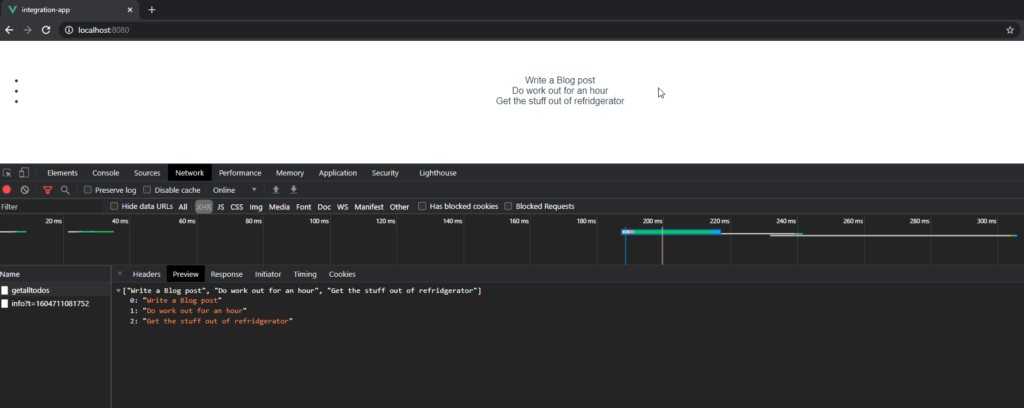 integration-app
localhost:8080
Write a Blog post
Do work out for an hour
Get the stuff out of refridgerator
Elements Console Sources Network Performance Memory Application Security Lighthouse
Preserve log Disable cache Online
Filter Hide data URLs All XHR JS CSS Img Media Font Doc WS Manifest Other Has blocked cookies Blocked Requests
20 ms 40 ms 60 ms 80 ms 100 ms 120 ms 140 ms 160 ms 180 ms 200 ms 220 ms 240 ms 260 ms 280 ms 300 ms
Name Headers Preview Response Initiator Timing Cookies
getalltodos
info?t=1604711081752
["Write a Blog post", "Do work out for an hour", "Get the stuff out of refridgerator"]
0: "Write a Blog post"
1: "Do work out for an hour"
2: "Get the stuff out of refridgerator"